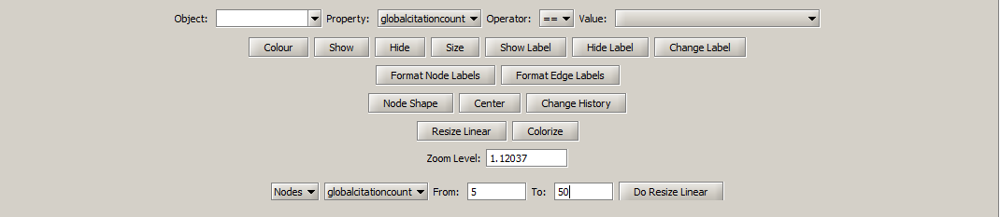 Object: Property: globalcitationcount Operator: == Value:
Colour Show Hide Size Show Label Hide Label Change Label
Format Node Labels Format Edge Labels
Node Shape Center Change History
Resize Linear Colorize
Zoom Level: 1.12037
Nodes globalcitationcount From: 5 To: 50 Do Resize Linear